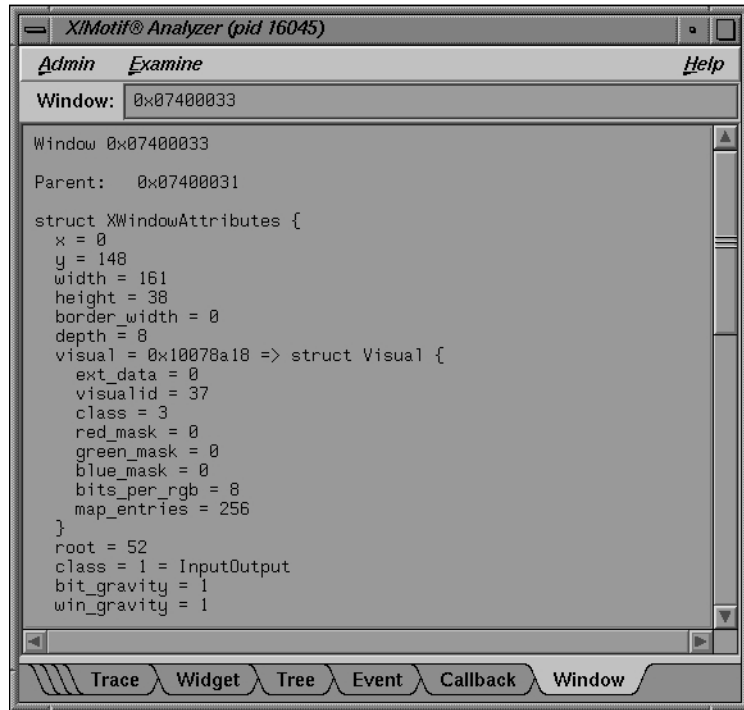 X/Motif® Analyzer (pid 16045)
Admin Examine Help
Window: 0x07400033
Window 0x07400033
Parent: 0x07400031
struct XWindowAttributes {
x = 0
y = 148
width = 161
height = 38
border_width = 0
depth = 8
visual = 0x10078a18 => struct Visual {
ext_data = 0
visualid = 37
class = 3
red_mask = 0
green_mask = 0
blue_mask = 0
bits_per_rgb = 8
map_entries = 256
}
root = 52
class = 1 = InputOutput
bit_gravity = 1
win_gravity = 1
Trace Widget Tree Event Callback Window